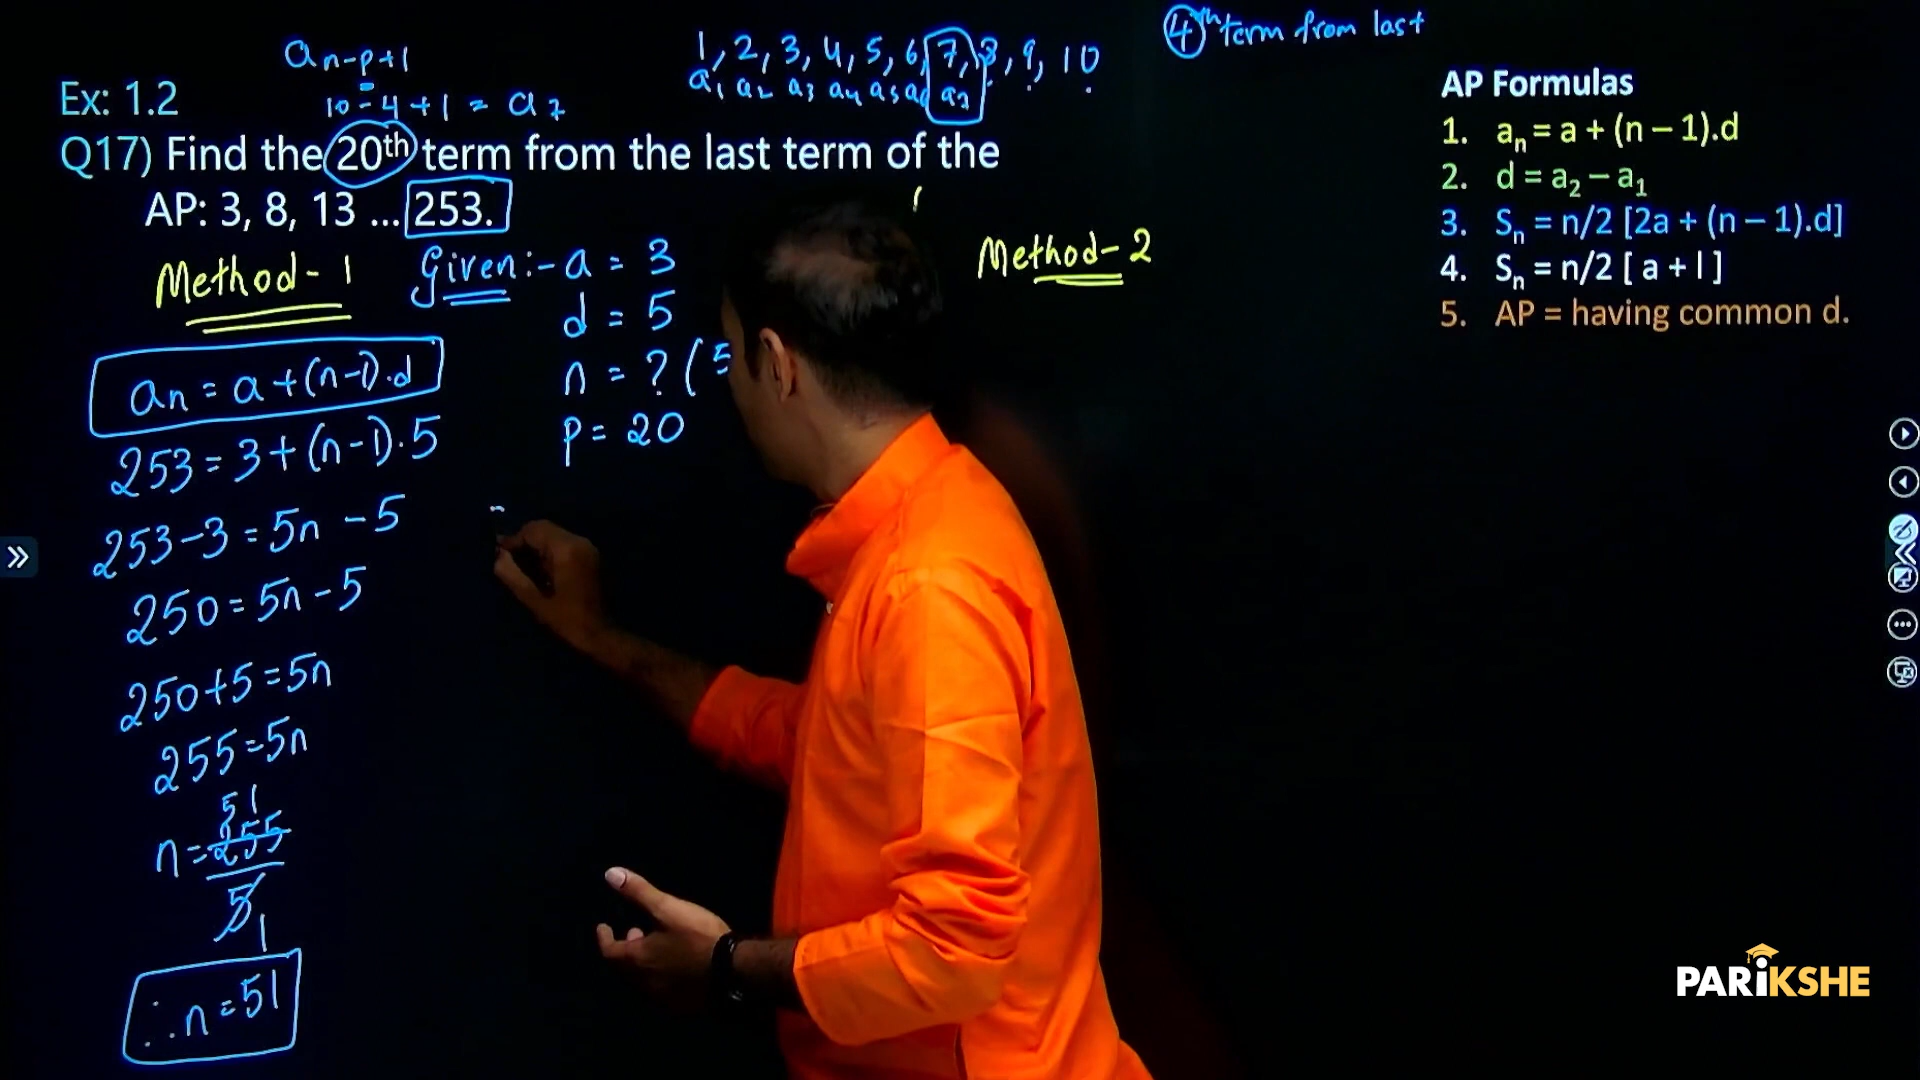 4th term from last
an-p+1
10-4+1 = a7
1, 2, 3, 4, 5, 6, 7, 8, 9, 10
a1 a2 a3 a4 a5 a6 a7
Ex: 1.2
Q17) Find the 20th term from the last term of the
AP: 3, 8, 13 ... 253.
Method-1
an = a+(n-1).d
253 = 3+(n-1).5
253-3 = 5n-5
250 = 5n-5
250+5 = 5n
255 = 5n
51
n = 255
5
1
∴ n = 51
Given:- a = 3
d = 5
n = ? (5
p = 20
Method-2
AP Formulas
1. an = a + (n – 1).d
2. d = a2 – a1
3. Sn = n/2 [2a + (n – 1).d]
4. Sn = n/2 [ a + l ]
5. AP = having common d.
PARiKSHE